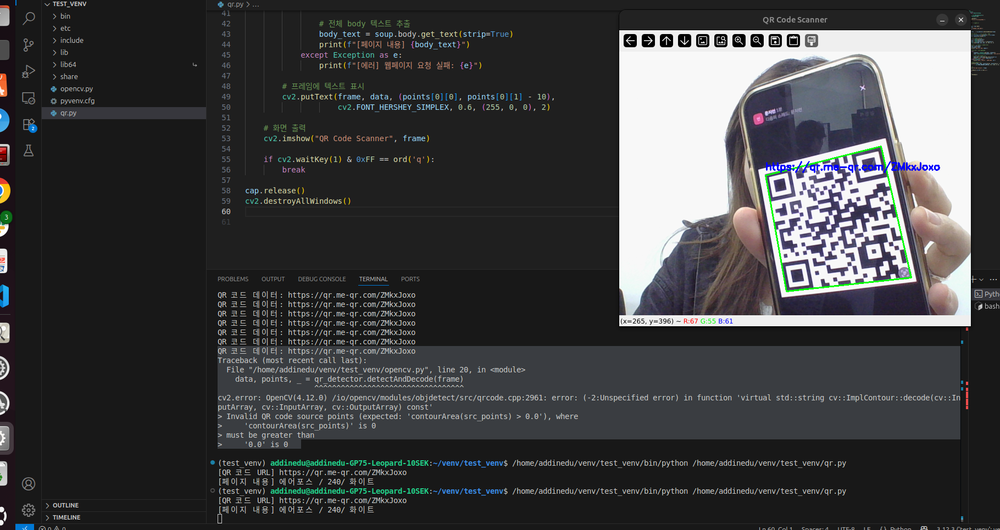 TEST_VENV
bin
etc
include
lib
lib64
share
opencv.py
pyvenv.cfg
qr.py
OUTLINE
TIMELINE
2
3
qr.py > ...
41
42 # 전체 body 텍스트 추출
43 body_text = soup.body.get_text(strip=True)
44 print(f"[페이지 내용] {body_text}")
45 except Exception as e:
46 print(f"[에러] 웹페이지 요청 실패: {e}")
47
48 # 프레임에 텍스트 표시
49 cv2.putText(frame, data, (points[0][0], points[0][1] - 10),
50 cv2.FONT_HERSHEY_SIMPLEX, 0.6, (255, 0, 0), 2)
51
52 # 화면 출력
53 cv2.imshow("QR Code Scanner", frame)
54
55 if cv2.waitKey(1) & 0xFF == ord('q'):
56 break
57
58 cap.release()
59 cv2.destroyAllWindows()
60
61
QR Code Scanner
https://qr.me-qr.com/ZMkxJoxo
(x=265, y=396) ~ R:67 G:55 B:61
PROBLEMS OUTPUT DEBUG CONSOLE TERMINAL PORTS
QR 코드 데이터: https://qr.me-qr.com/ZMkxJoxo
QR 코드 데이터: https://qr.me-qr.com/ZMkxJoxo
QR 코드 데이터: https://qr.me-qr.com/ZMkxJoxo
QR 코드 데이터: https://qr.me-qr.com/ZMkxJoxo
QR 코드 데이터: https://qr.me-qr.com/ZMkxJoxo
QR 코드 데이터: https://qr.me-qr.com/ZMkxJoxo
QR 코드 데이터: https://qr.me-qr.com/ZMkxJoxo
Traceback (most recent call last):
File "/home/addinedu/venv/test_venv/opencv.py", line 20, in <module>
data, points, _ = qr_detector.detectAndDecode(frame)
^^^^^^^^^^^^^^^^^^^^^^^^^^^^^^^^^^
cv2.error: OpenCV(4.12.0) /io/opencv/modules/objdetect/src/qrcode.cpp:2961: error: (-2:Unspecified error) in function 'virtual std::string cv::ImplContour::decode(cv::In
putArray, cv::InputArray, cv::OutputArray) const'
> Invalid QR code source points (expected: 'contourArea(src_points) > 0.0'), where
> 'contourArea(src_points)' is 0
> must be greater than
> '0.0' is 0
(test_venv) addinedu@addinedu-GP75-Leopard-10SEK:~/venv/test_venv$ /home/addinedu/venv/test_venv/bin/python /home/addinedu/venv/test_venv/qr.py
[QR 코드 URL] https://qr.me-qr.com/ZMkxJoxo
[페이지 내용] 에어포스 / 240/ 화이트
(test_venv) addinedu@addinedu-GP75-Leopard-10SEK:~/venv/test_venv$ /home/addinedu/venv/test_venv/bin/python /home/addinedu/venv/test_venv/qr.py
[QR 코드 URL] https://qr.me-qr.com/ZMkxJoxo
[페이지 내용] 에어포스 / 240/ 화이트
bash